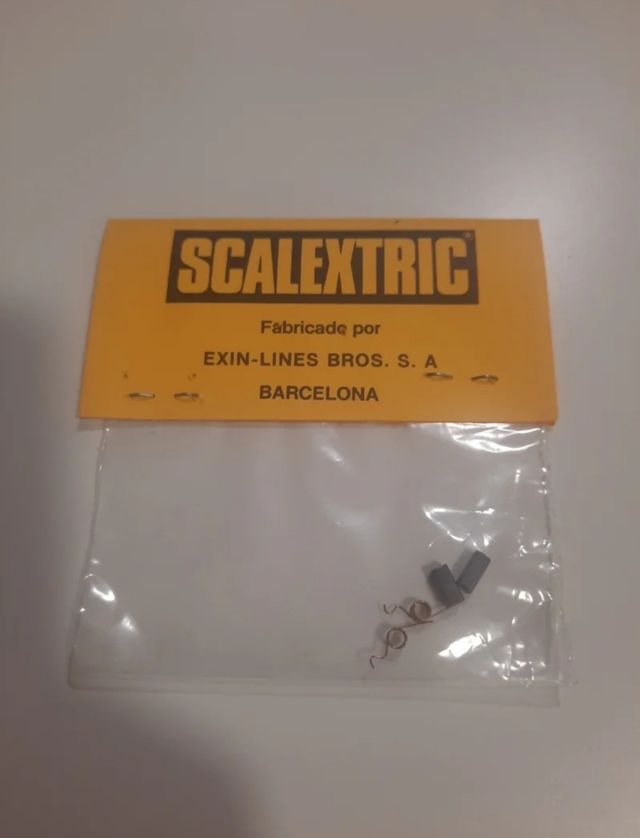 SCALEXTRIC
Fabricado por
EXIN-LINES BROS. S. A
BARCELONA